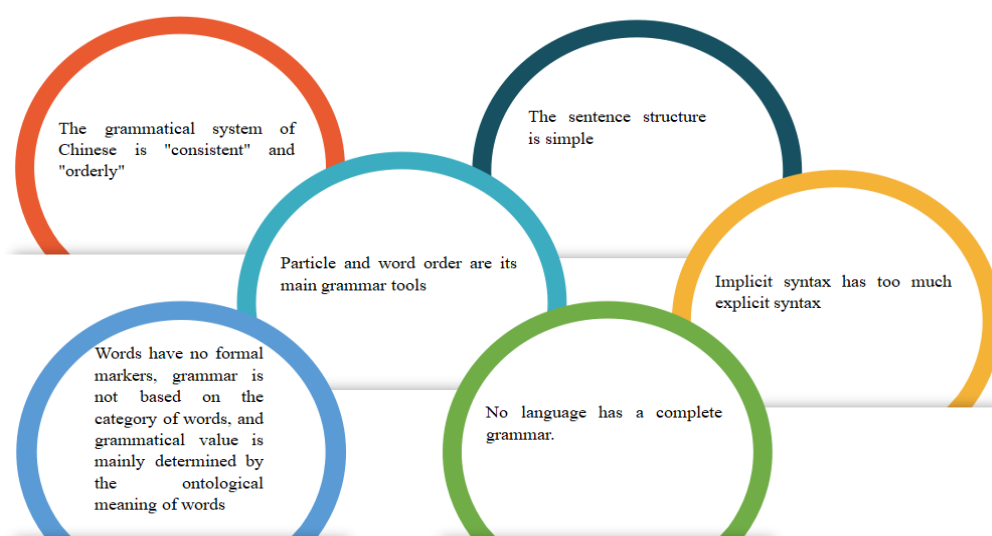 The grammatical system of
Chinese is "consistent" and
"orderly"
The sentence structure
is simple
Particle and word order are its
main grammar tools
Implicit syntax has too much
explicit syntax
Words have no formal
markers, grammar is
not based on the
category of words, and
grammatical value is
mainly determined by
the ontological
meaning of words
No language has a complete
grammar.